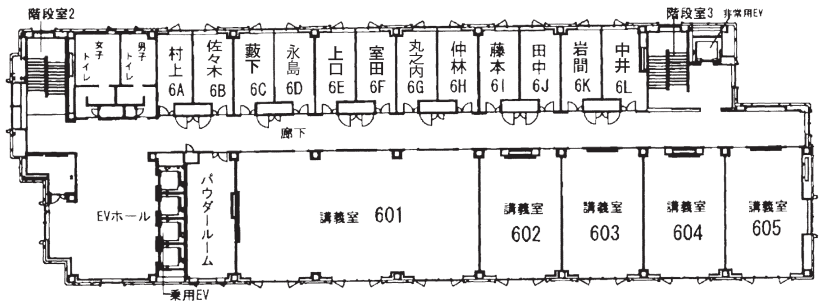 階段室2
階段室3
非常用EV
女子
トイレ
男子
トイレ
村上
6A
佐々木
6B
藪下
6C
永島
6D
上口
6E
室田
6F
丸之内
6G
仲林
6H
藤本
6I
田中
6J
岩間
6K
中井
6L
廊下
EVホール
パウダールーム
講義室 601
講義室
602
講義室
603
講義室
604
講義室
605
乗用EV